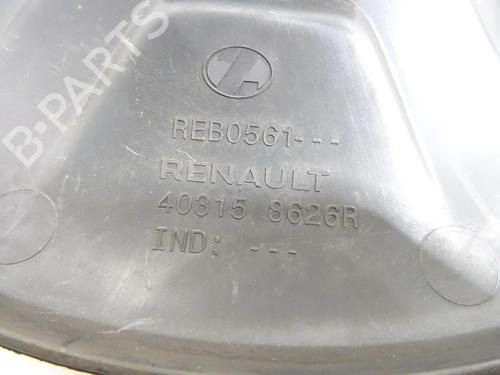 B-PARTS
REB0561---
RENAULT
40315 8626R
IND: ---